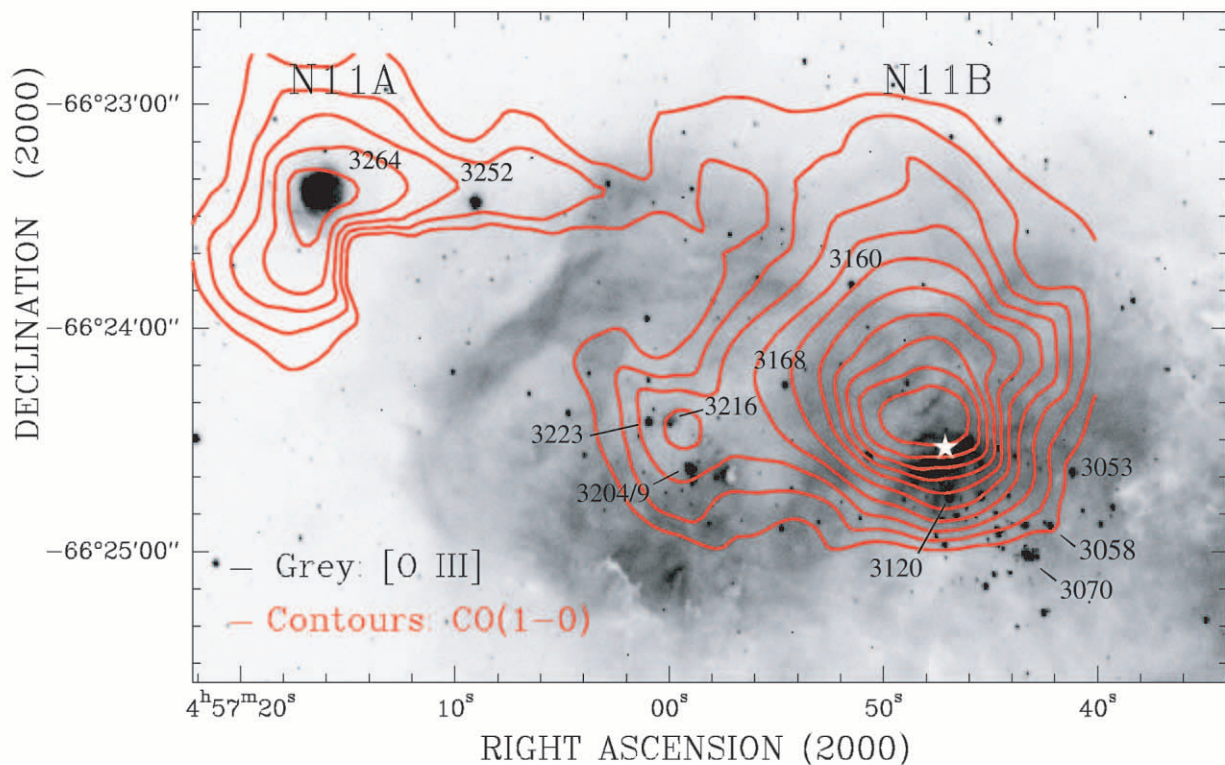 N11A N11B
DECLINATION (2000)
−66°23'00"
−66°24'00"
−66°25'00"
3264
3252
3160
3168
3216
3223
3204/9
3053
3058
3120
3070
— Grey: [O III]
— Contours: CO(1−0)
4ʰ57ᵐ20ˢ 10ˢ 00ˢ 50ˢ 40ˢ
RIGHT ASCENSION (2000)